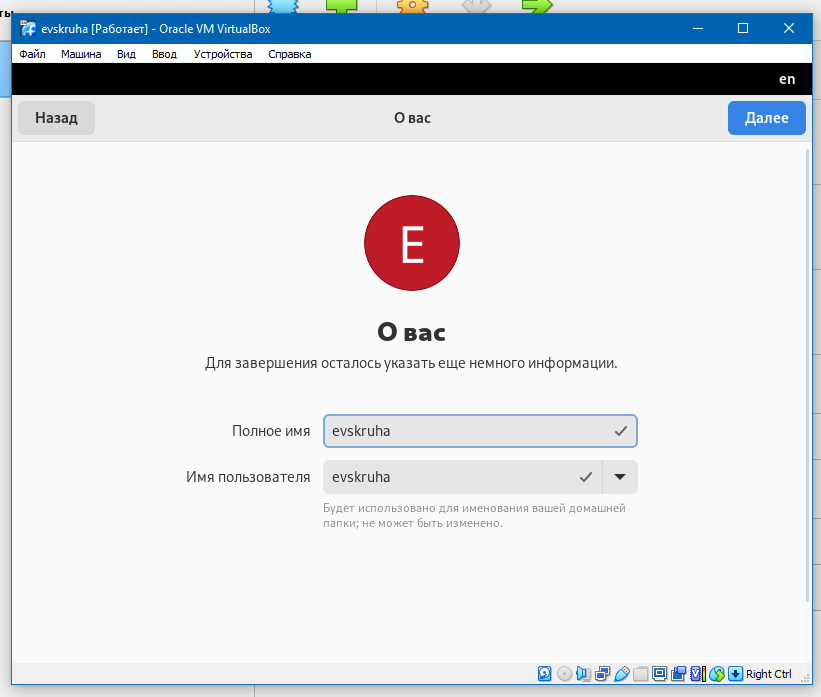 ты
evskruha [Работает] - Oracle VM VirtualBox
Файл Машина Вид Ввод Устройства Справка
en
Назад О вас Далее
E
О вас
Для завершения осталось указать еще немного информации.
Полное имя evskruha
Имя пользователя evskruha
Будет использовано для именования вашей домашней
папки; не может быть изменено.
Right Ctrl